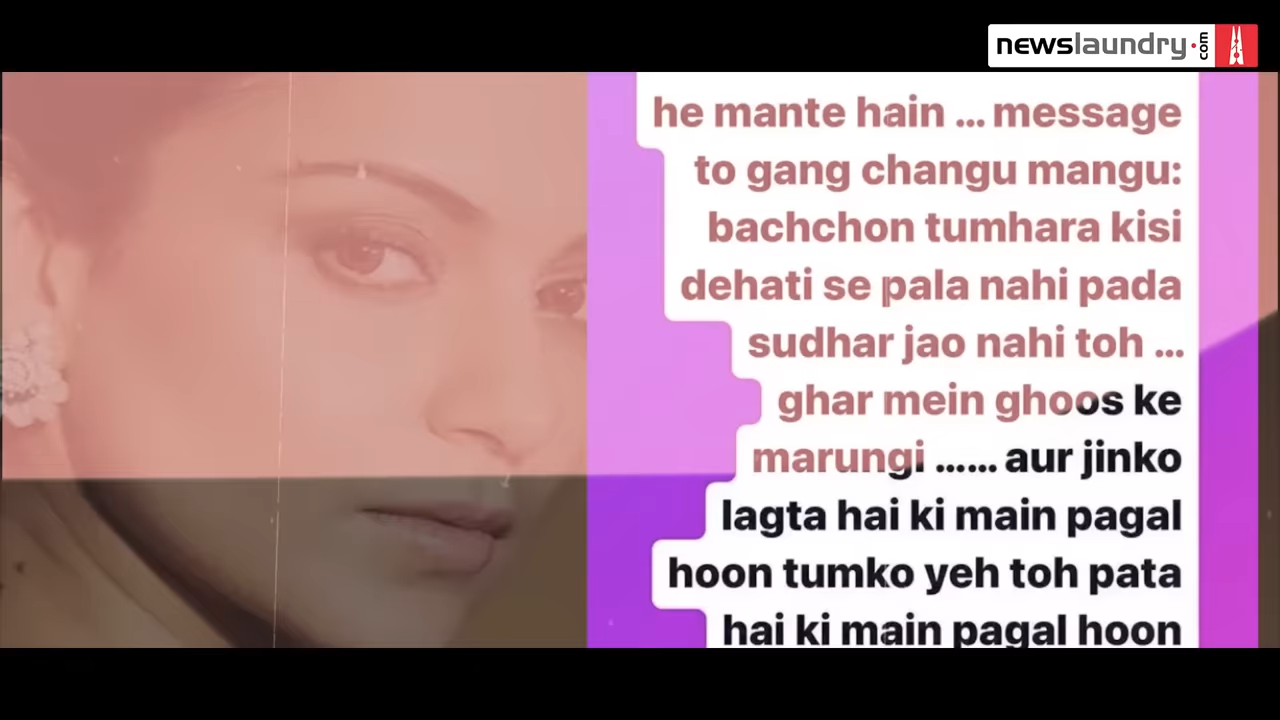 newslaundry.com
he mante hain ... message
to gang changu mangu:
bachchon tumhara kisi
dehati se pala nahi pada
sudhar jao nahi toh ...
ghar mein ghoos ke
marungi ...... aur jinko
lagta hai ki main pagal
hoon tumko yeh toh pata
hai ki main pagal hoon